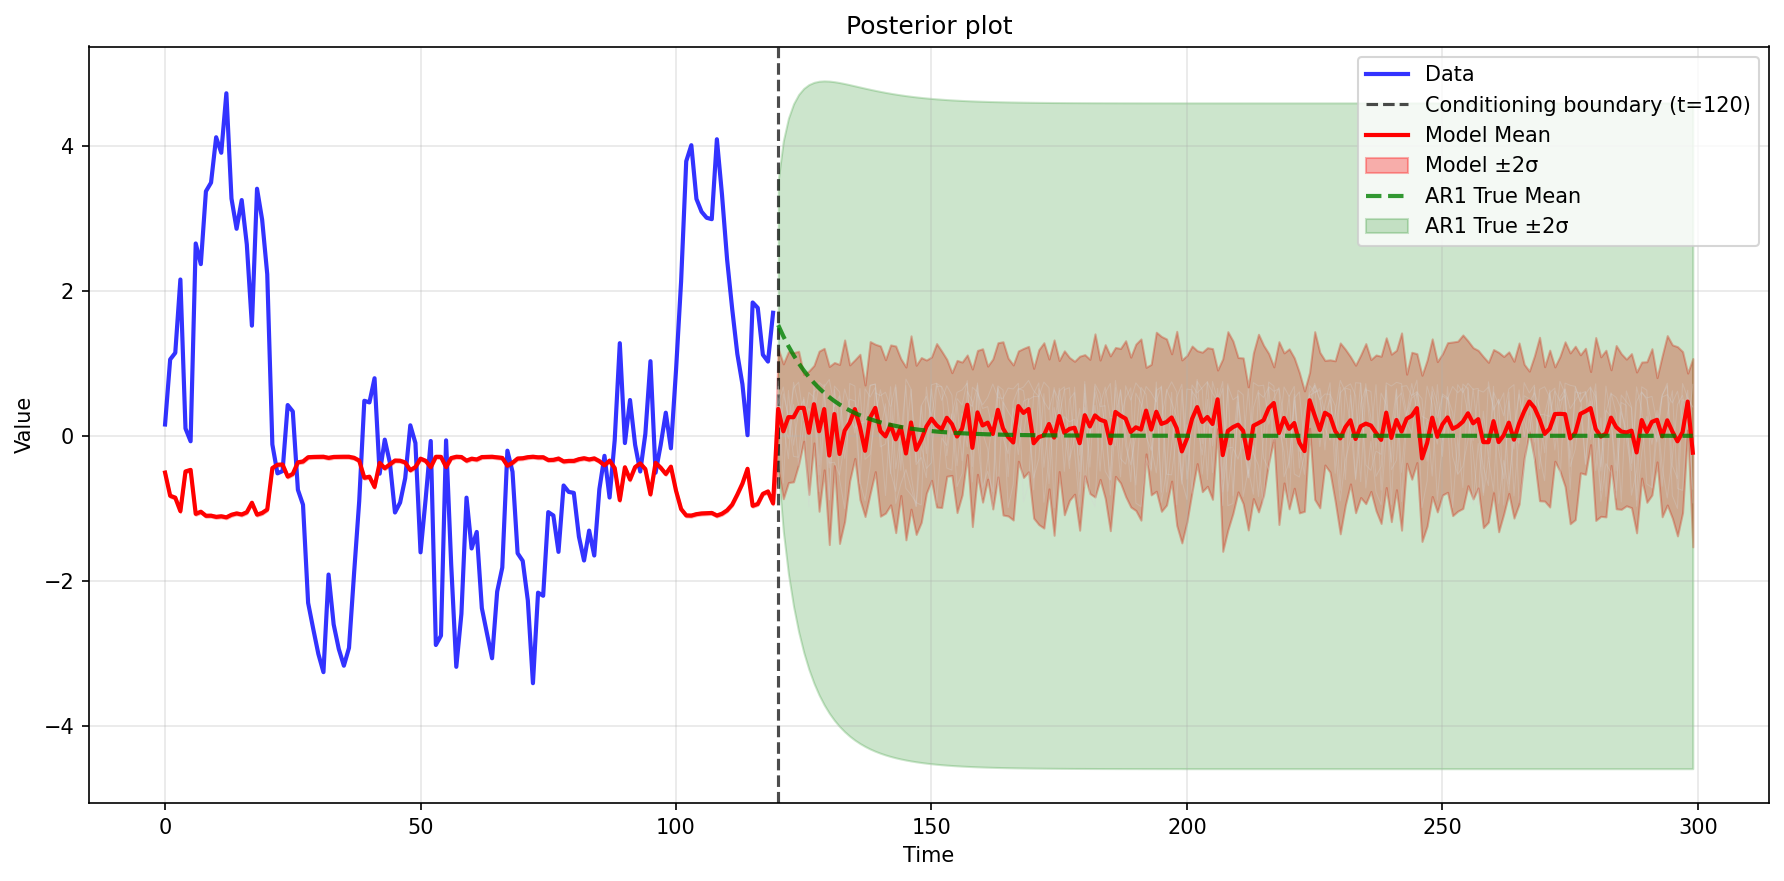 Posterior plot
Value
4
2
0
−2
−4
Data
Conditioning boundary (t=120)
Model Mean
Model ±2σ
AR1 True Mean
AR1 True ±2σ
0 50 100 150 200 250 300
Time